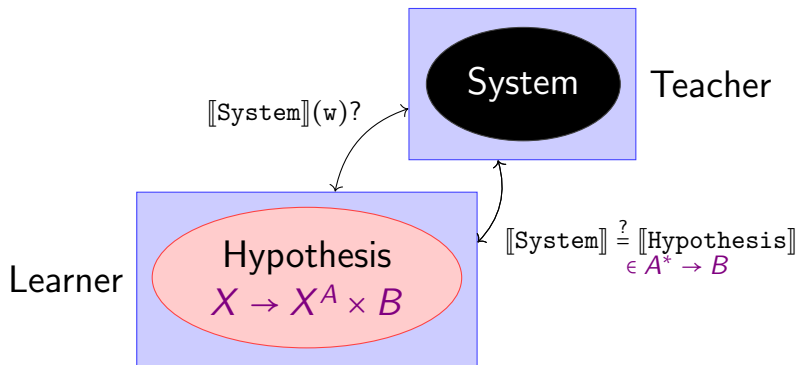 System
Teacher
⟦System⟧(w)?
⟦System⟧ ≟ ⟦Hypothesis⟧
∈ A* → B
Learner
Hypothesis
X → X^A × B